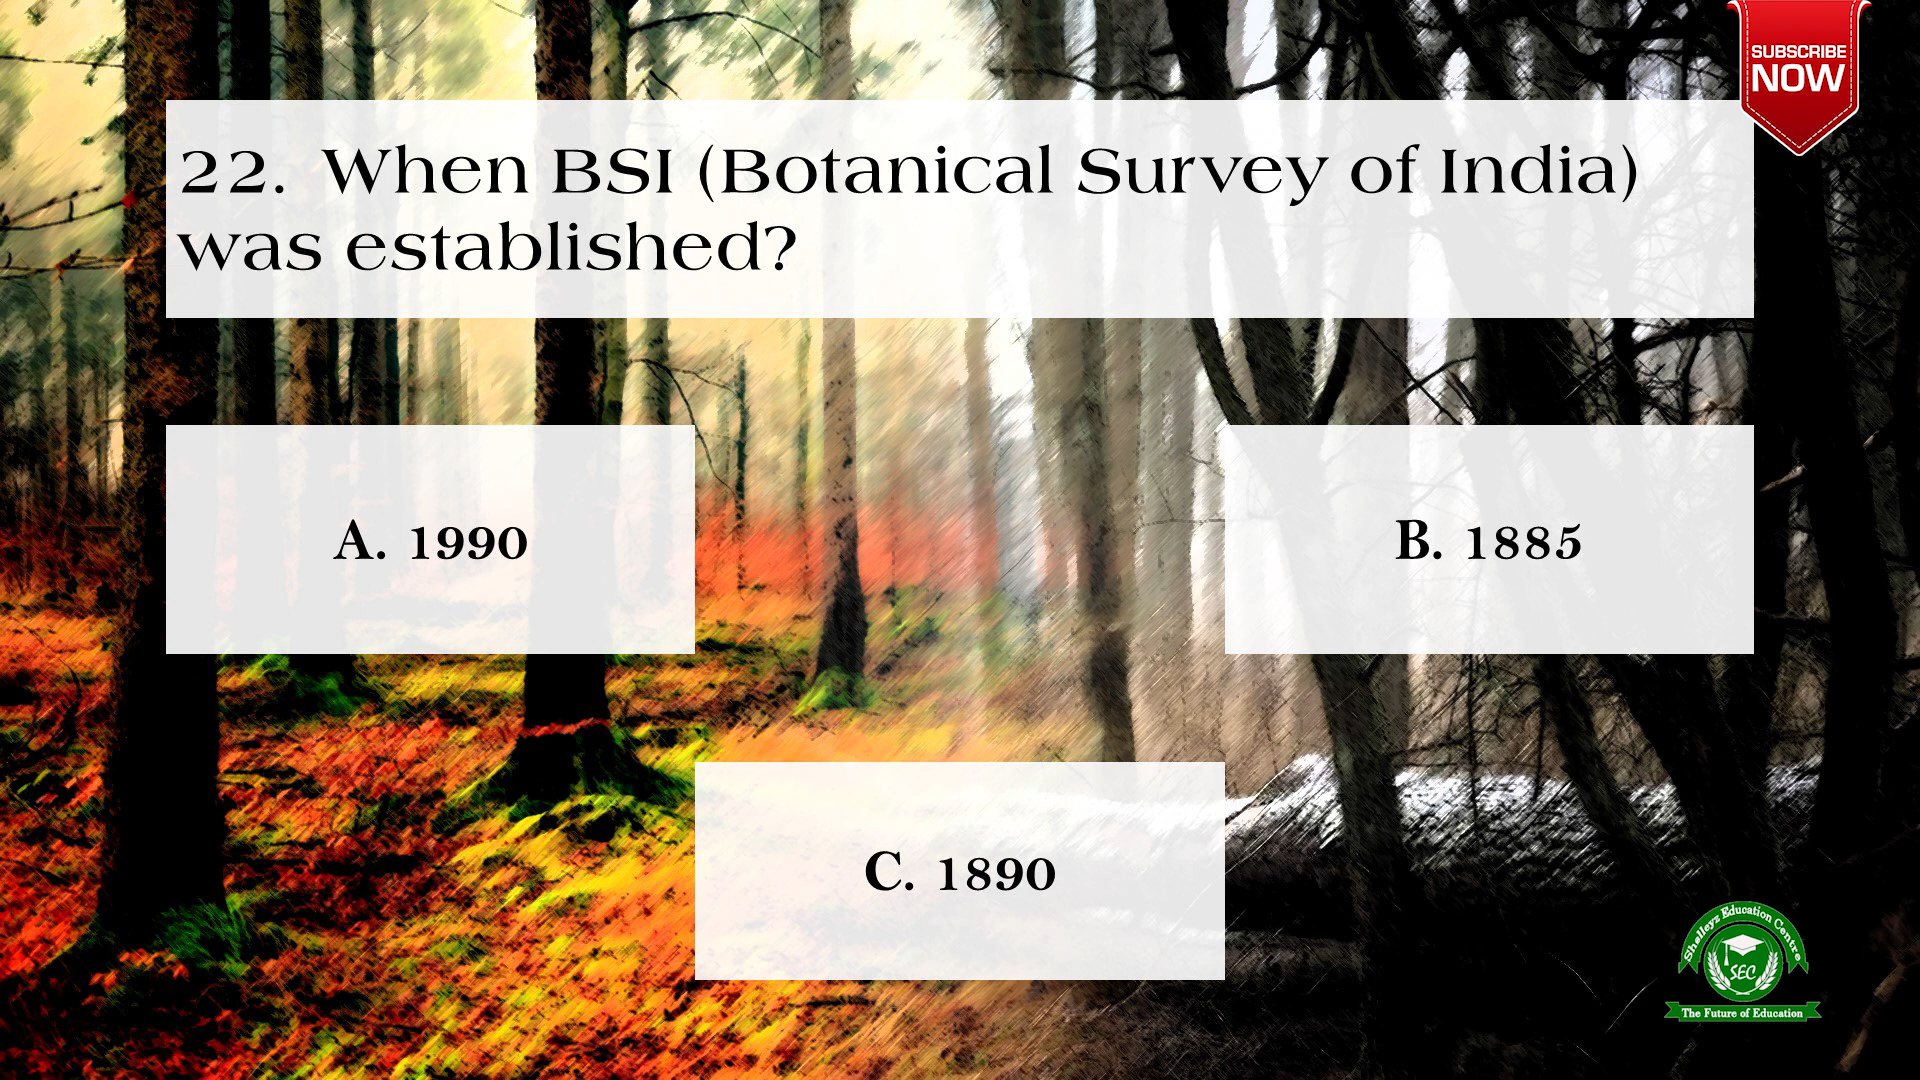 SUBSCRIBE
NOW
22. When BSI (Botanical Survey of India)
was established?
A. 1990
B. 1885
C. 1890
Shalleyz Education Centre
SEC
The Future of Education